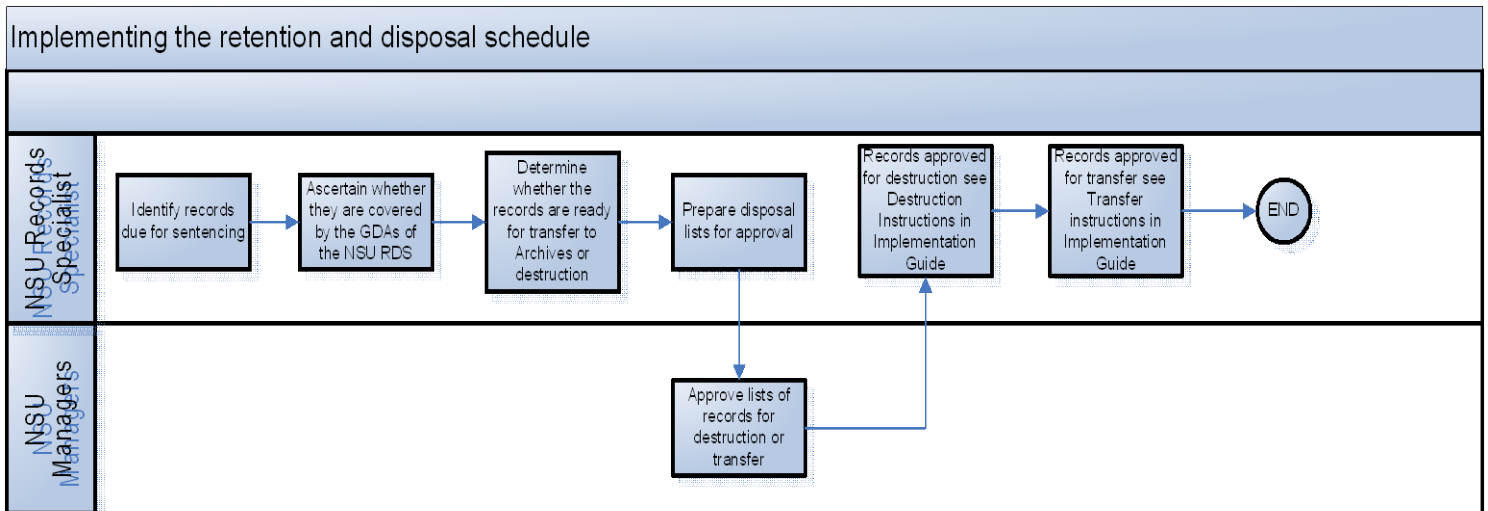 Implementing the retention and disposal schedule
NSU Records
Specialist
Identify records
due for sentencing
Ascertain whether
they are covered
by the GDAs of
the NSU RDS
Determine
whether the
records are ready
for transfer to
Archives or
destruction
Prepare disposal
lists for approval
Records approved
for destruction see
Destruction
Instructions in
Implementation
Guide
Records approved
for transfer see
Transfer
instructions in
Implementation
Guide
END
NSU
Managers
Approve lists of
records for
destruction or
transfer